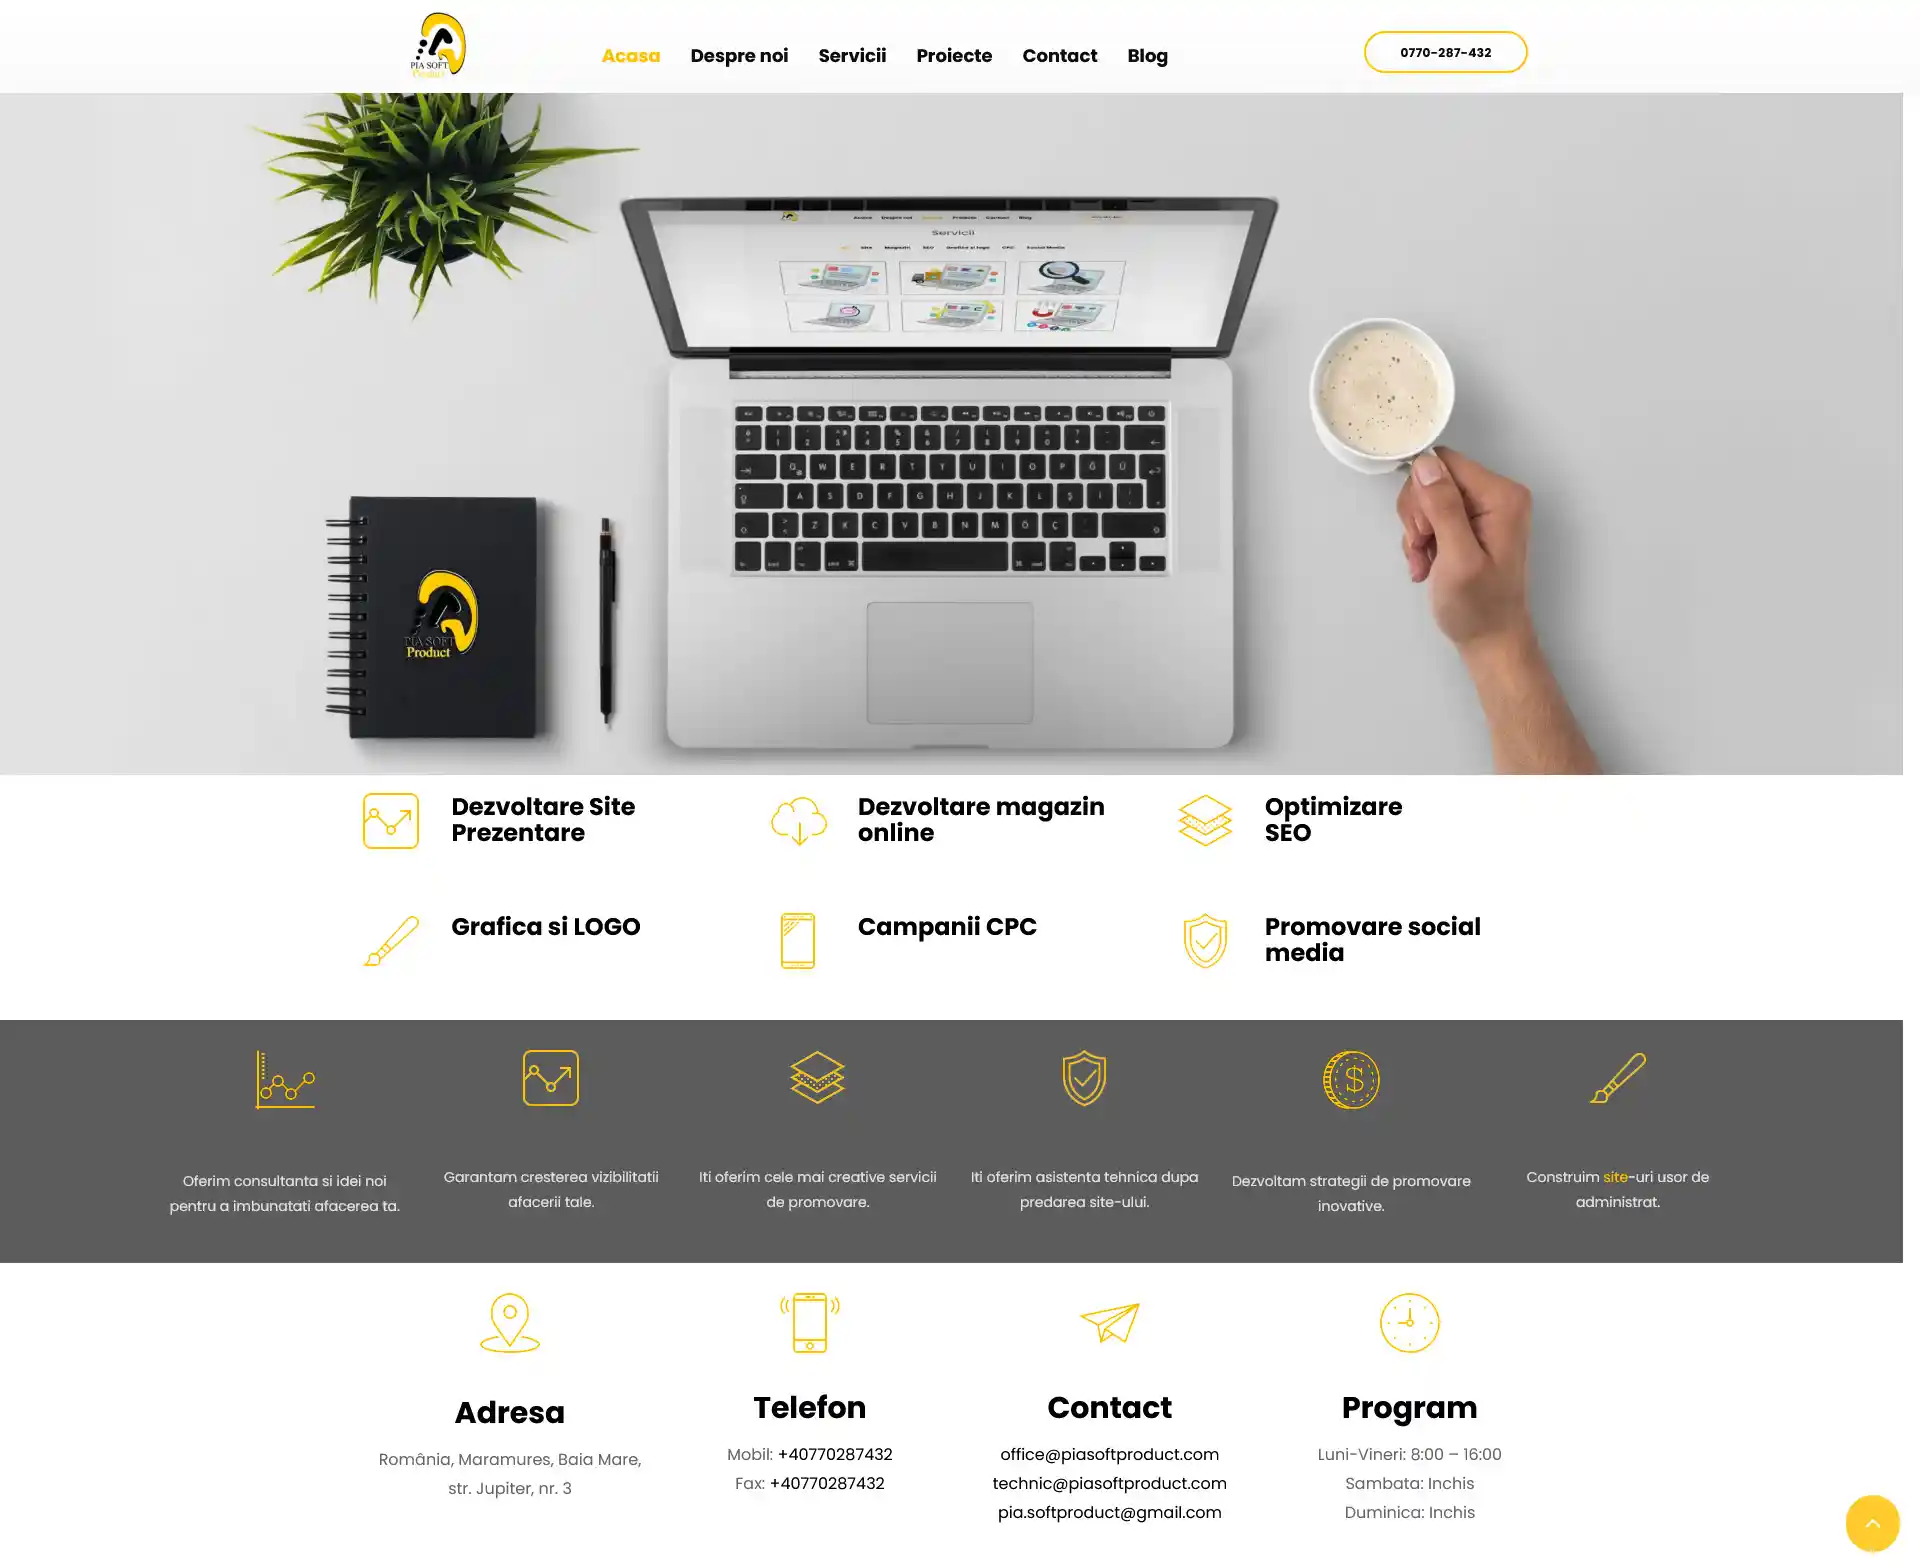 PIA SOFT
Product
Acasa
Despre noi
Servicii
Proiecte
Contact
Blog
0770-287-432
Servicii
PIA SOFT
Product
Dezvoltare Site
Prezentare
Dezvoltare magazin
online
Optimizare
SEO
Grafica si LOGO
Campanii CPC
Promovare social
media
Oferim consultanta si idei noi
pentru a imbunatati afacerea ta.
Garantam cresterea vizibilitatii
afacerii tale.
Iti oferim cele mai creative servicii
de promovare.
Iti oferim asistenta tehnica dupa
predarea site-ului.
Dezvoltam strategii de promovare
inovative.
Construim site-uri usor de
administrat.
Adresa
România, Maramures, Baia Mare,
str. Jupiter, nr. 3
Telefon
Mobil: +40770287432
Fax: +40770287432
Contact
office@piasoftproduct.com
technic@piasoftproduct.com
pia.softproduct@gmail.com
Program
Luni-Vineri: 8:00 – 16:00
Sambata: Inchis
Duminica: Inchis